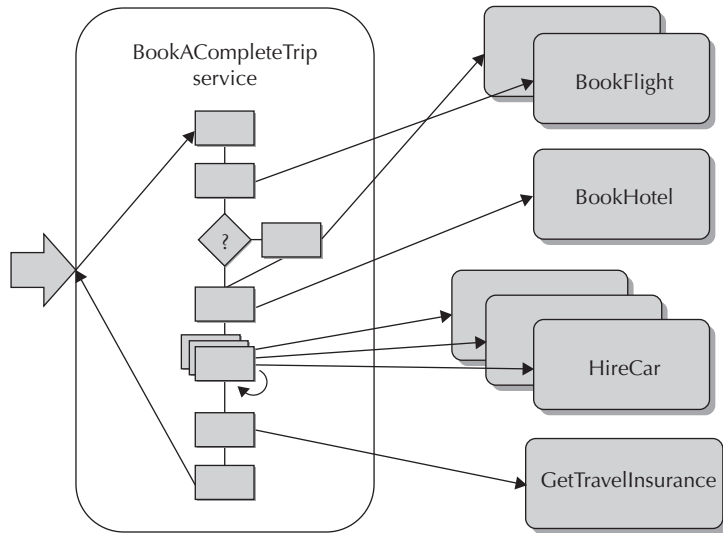 BookACompleteTrip
service
BookFlight
BookHotel
?
HireCar
GetTravelInsurance